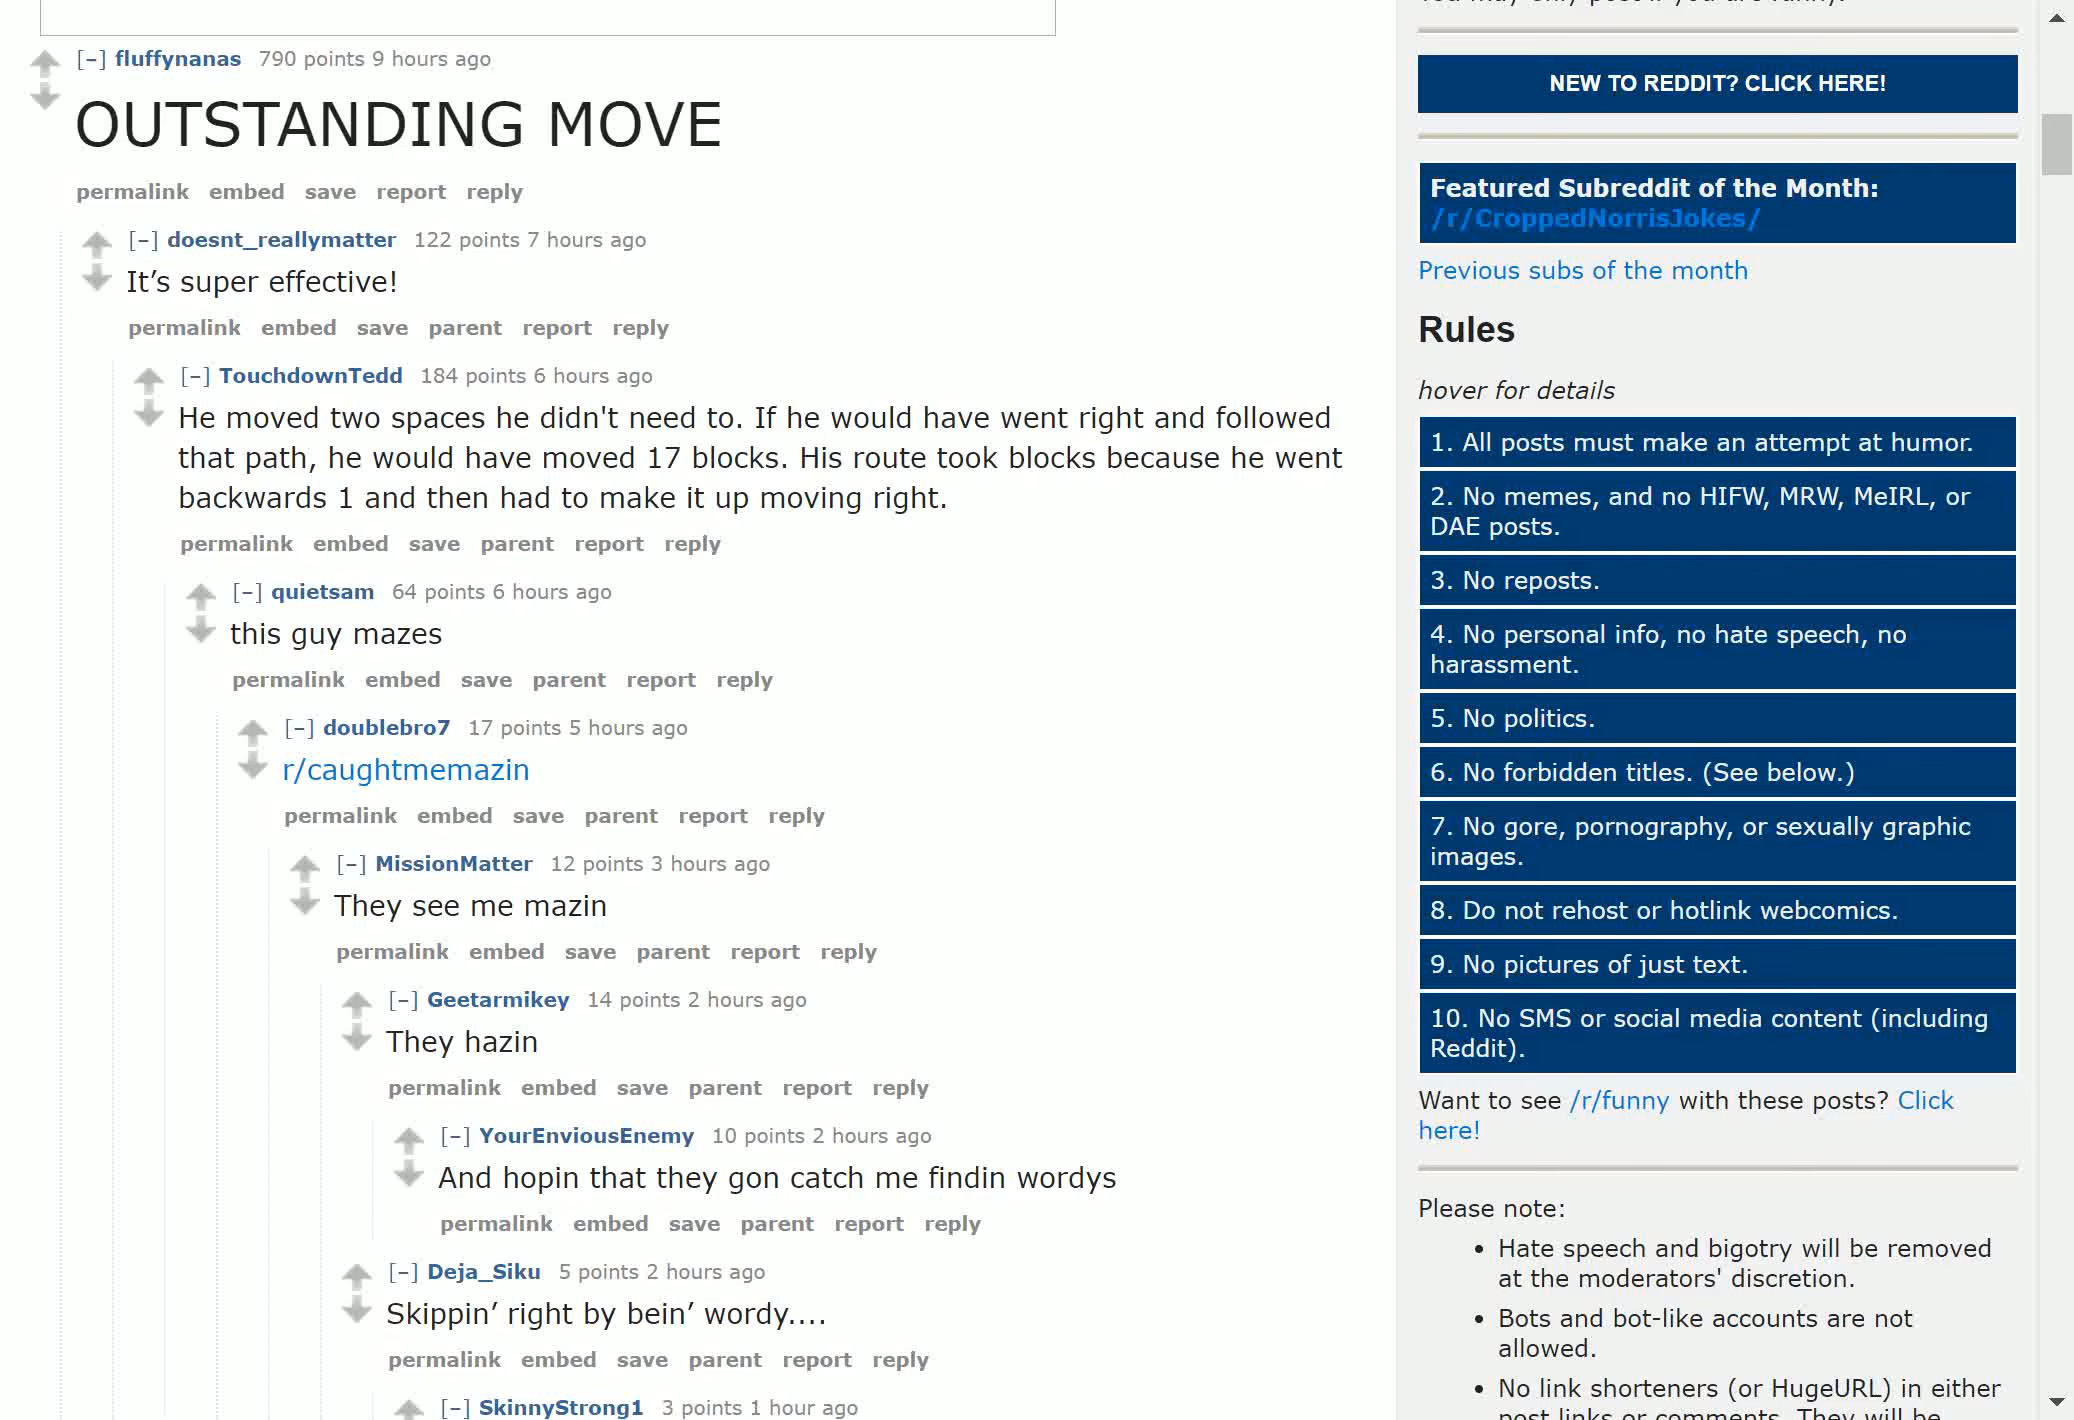 [–] fluffynanas 790 points 9 hours ago
OUTSTANDING MOVE
permalink embed save report reply
[–] doesnt_reallymatter 122 points 7 hours ago
It’s super effective!
permalink embed save parent report reply
[–] TouchdownTedd 184 points 6 hours ago
He moved two spaces he didn't need to. If he would have went right and followed
that path, he would have moved 17 blocks. His route took blocks because he went
backwards 1 and then had to make it up moving right.
permalink embed save parent report reply
[–] quietsam 64 points 6 hours ago
this guy mazes
permalink embed save parent report reply
[–] doublebro7 17 points 5 hours ago
r/caughtmemazin
permalink embed save parent report reply
[–] MissionMatter 12 points 3 hours ago
They see me mazin
permalink embed save parent report reply
[–] Geetarmikey 14 points 2 hours ago
They hazin
permalink embed save parent report reply
[–] YourEnviousEnemy 10 points 2 hours ago
And hopin that they gon catch me findin wordys
permalink embed save parent report reply
[–] Deja_Siku 5 points 2 hours ago
Skippin’ right by bein’ wordy....
permalink embed save parent report reply
[–] SkinnyStrong1 3 points 1 hour ago
You may only post if you are funny.
NEW TO REDDIT? CLICK HERE!
Featured Subreddit of the Month:
/r/CroppedNorrisJokes/
Previous subs of the month
Rules
hover for details
1. All posts must make an attempt at humor.
2. No memes, and no HIFW, MRW, MeIRL, or
DAE posts.
3. No reposts.
4. No personal info, no hate speech, no
harassment.
5. No politics.
6. No forbidden titles. (See below.)
7. No gore, pornography, or sexually graphic
images.
8. Do not rehost or hotlink webcomics.
9. No pictures of just text.
10. No SMS or social media content (including
Reddit).
Want to see /r/funny with these posts? Click
here!
Please note:
• Hate speech and bigotry will be removed
at the moderators' discretion.
• Bots and bot-like accounts are not
allowed.
• No link shorteners (or HugeURL) in either
post links or comments. They will be